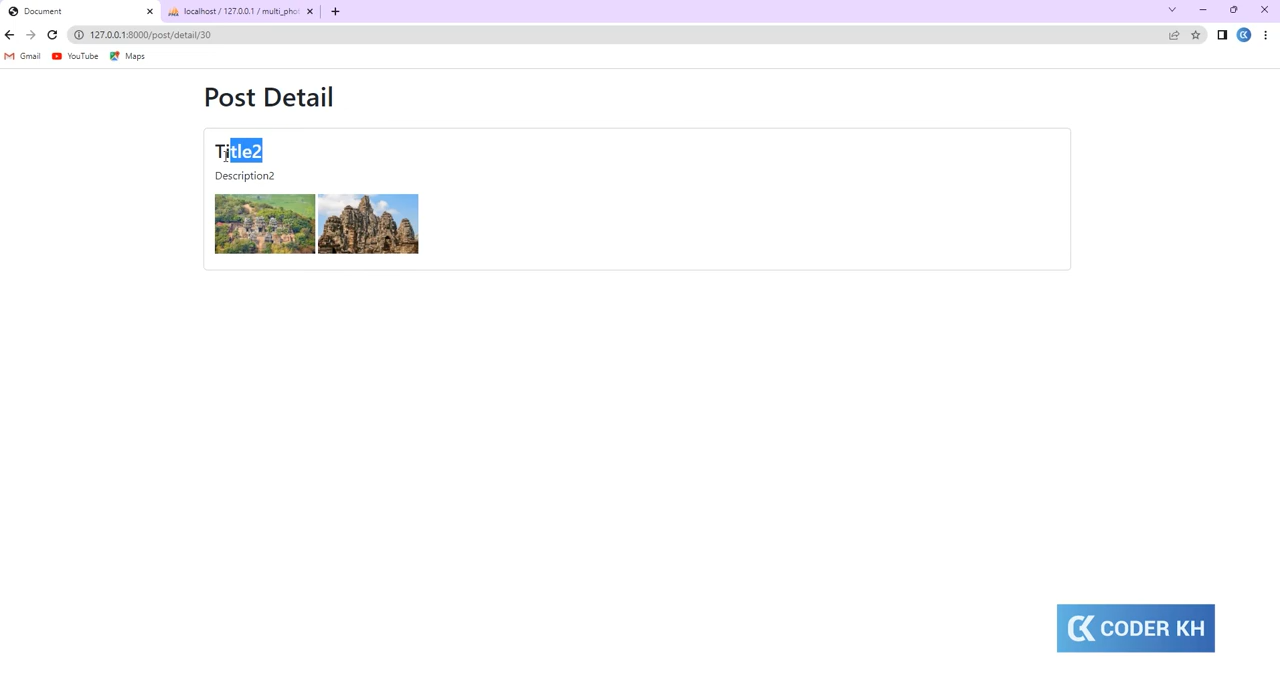 Document
localhost / 127.0.0.1 / multi_pho
127.0.0.1:8000/post/detail/30
Gmail
YouTube
Maps
Post Detail
Title2
Description2
CODER KH